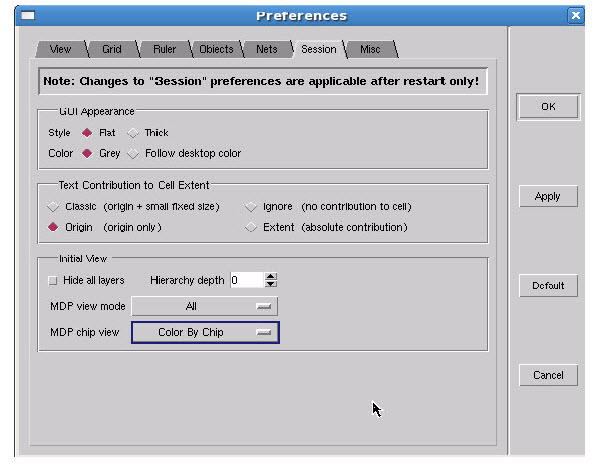 Preferences
View Grid Ruler Objects Nets Session Misc
Note: Changes to "Session" preferences are applicable after restart only!
GUI Appearance
Style Flat Thick
Color Grey Follow desktop color
Text Contribution to Cell Extent
Classic (origin + small fixed size) Ignore (no contribution to cell)
Origin (origin only) Extent (absolute contribution)
Initial View
Hide all layers Hierarchy depth 0
MDP view mode All
MDP chip view Color By Chip
OK
Apply
Default
Cancel